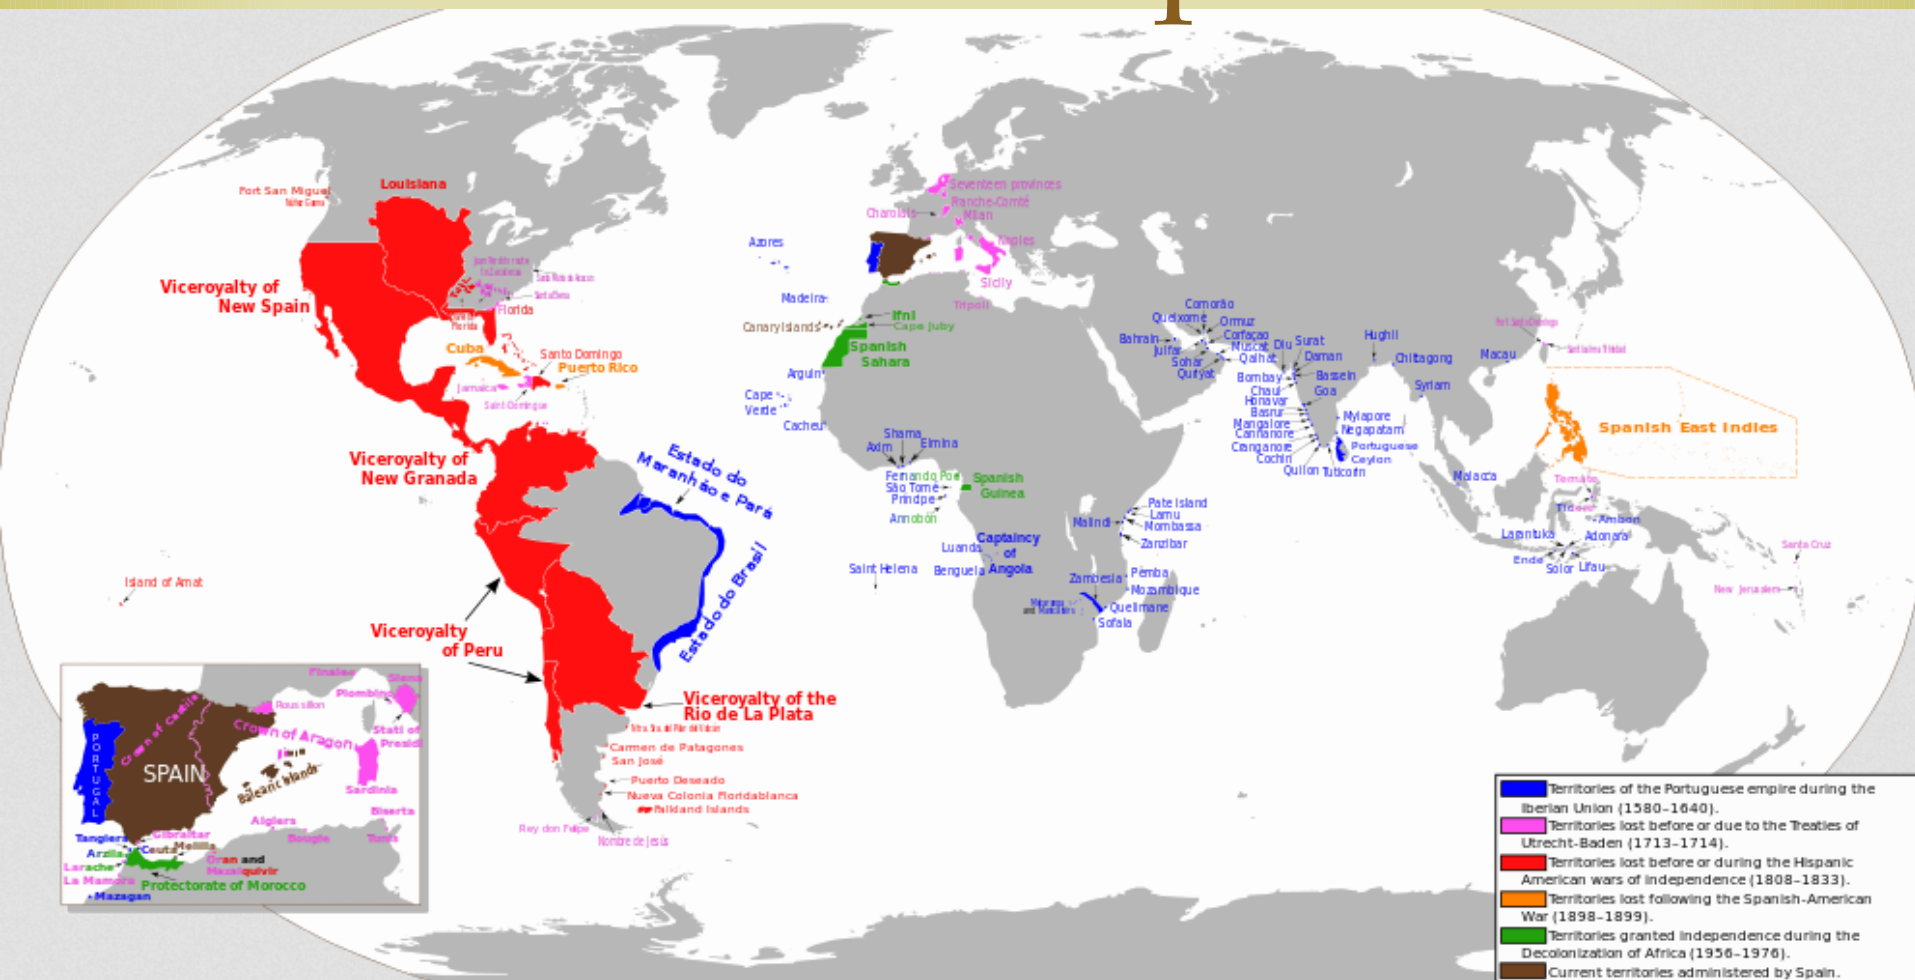 Fort San Miguel
Louisiana
Viceroyalty of
New Spain
Florida
Florida
Cuba
Santo Domingo
Puerto Rico
Jamaica
Saint-Domingue
Viceroyalty of
New Granada
Estado do
Maranhão e Pará
Estado do Brasil
Island of Amat
Viceroyalty
of Peru
Viceroyalty of the
Rio de La Plata
Carmen de Patagones
San José
Puerto Deseado
Nueva Colonia Floridablanca
Falkland Islands
Rey don Felipe
Nombre de Jesús
Azores
Madeira
Canary Islands
Seventeen provinces
Franche-Comté
Charolais
Milan
Naples
Sicily
Tripoli
Ifni
Cape Juby
Spanish
Sahara
Arguin
Cape
Verde
Cacheu
Shama
Axim
Elmina
Fernando Poo
São Tomé
Príncipe
Annobón
Spanish
Guinea
Luanda
Captaincy
of
Angola
Benguela
Saint Helena
Pate Island
Lamu
Malindi
Mombassa
Zanzibar
Zambesia
Pemba
Mozambique
Quelimane
Sofala
Comorão
Queixome
Ormuz
Bahrain
Corfaçao
Julfar
Muscat
Sohar
Qalhat
Quriyat
Diu
Surat
Daman
Bombay
Bassein
Chaul
Goa
Honavar
Basrur
Mangalore
Cannanore
Cranganore
Cochin
Quilon
Tuticorin
Mylapore
Negapatam
Portuguese
Ceylon
Hughli
Chittagong
Syriam
Macau
Spanish East Indies
Malacca
Ternate
Tidore
Ambon
Larantuka
Adonara
Ende
Solor
Lifau
Santa Cruz
New Jerusalem
Finale
Siena
Piombino
Roussillon
Crown of Castile
Crown of Aragon
Stati of
Presidi
PORTUGAL
SPAIN
Balearic Islands
Sardinia
Biserta
Algiers
Bougie
Tunis
Tangiers
Gibraltar
Arzila
Ceuta
Melilla
Larache
Oran and
Mazalquivir
La Mamora
Protectorate of Morocco
Mazagan
Territories of the Portuguese empire during the
Iberian Union (1580–1640).
Territories lost before or due to the Treaties of
Utrecht-Baden (1713–1714).
Territories lost before or during the Hispanic
American wars of independence (1808–1833).
Territories lost following the Spanish-American
War (1898–1899).
Territories granted independence during the
Decolonization of Africa (1956–1976).
Current territories administered by Spain.